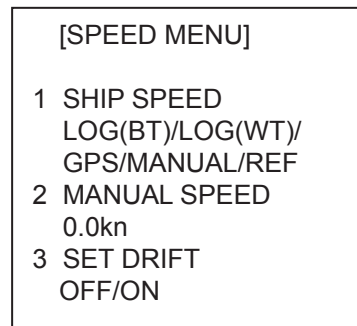 [SPEED MENU]
1 SHIP SPEED
LOG(BT)/LOG(WT)/
GPS/MANUAL/REF
2 MANUAL SPEED
0.0kn
3 SET DRIFT
OFF/ON